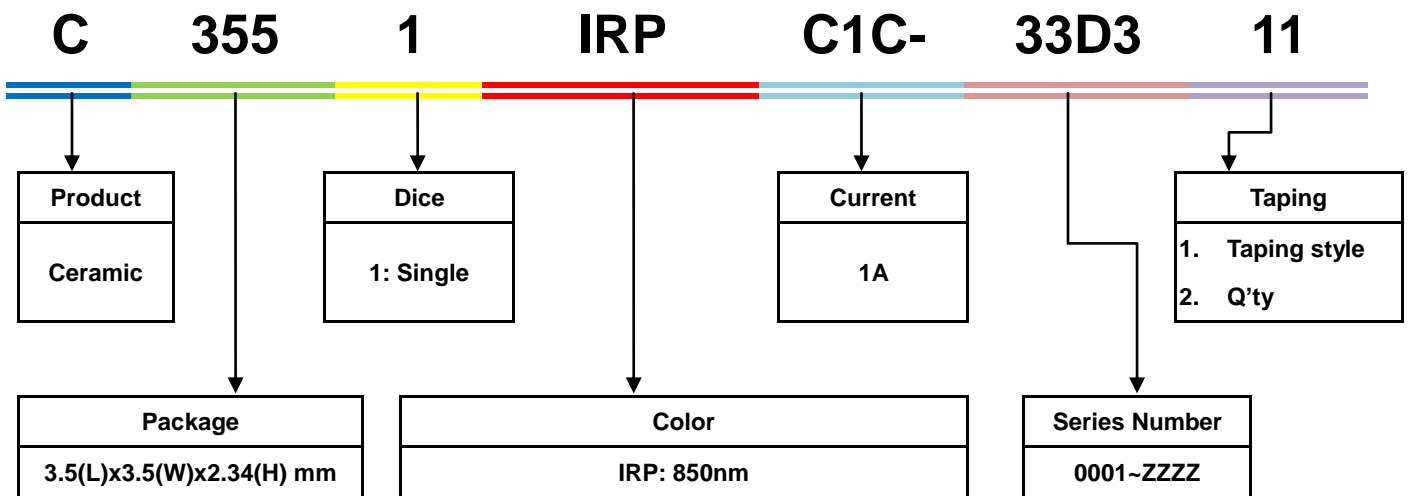 C 355 1 IRP C1C- 33D3 11
Product
Ceramic
Dice
1: Single
Current
1A
Taping
1. Taping style
2. Q’ty
Package
3.5(L)x3.5(W)x2.34(H) mm
Color
IRP: 850nm
Series Number
0001~ZZZZ